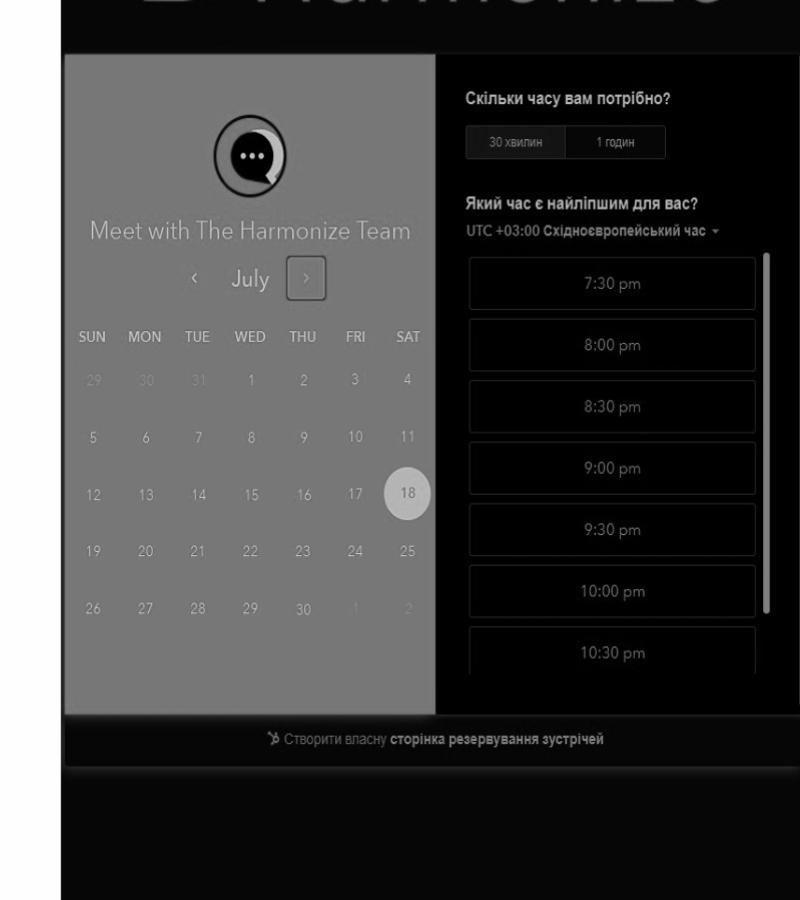 Meet with The Harmonize Team
July
SUN MON TUE WED THU FRI SAT
29 30 31 1 2 3 4
5 6 7 8 9 10 11
12 13 14 15 16 17 18
19 20 21 22 23 24 25
26 27 28 29 30 1 2
Скільки часу вам потрібно?
30 хвилин 1 годин
Який час є найліпшим для вас?
UTC +03:00 Східноєвропейський час
7:30 pm
8:00 pm
8:30 pm
9:00 pm
9:30 pm
10:00 pm
10:30 pm
Створити власну сторінка резервування зустрічей